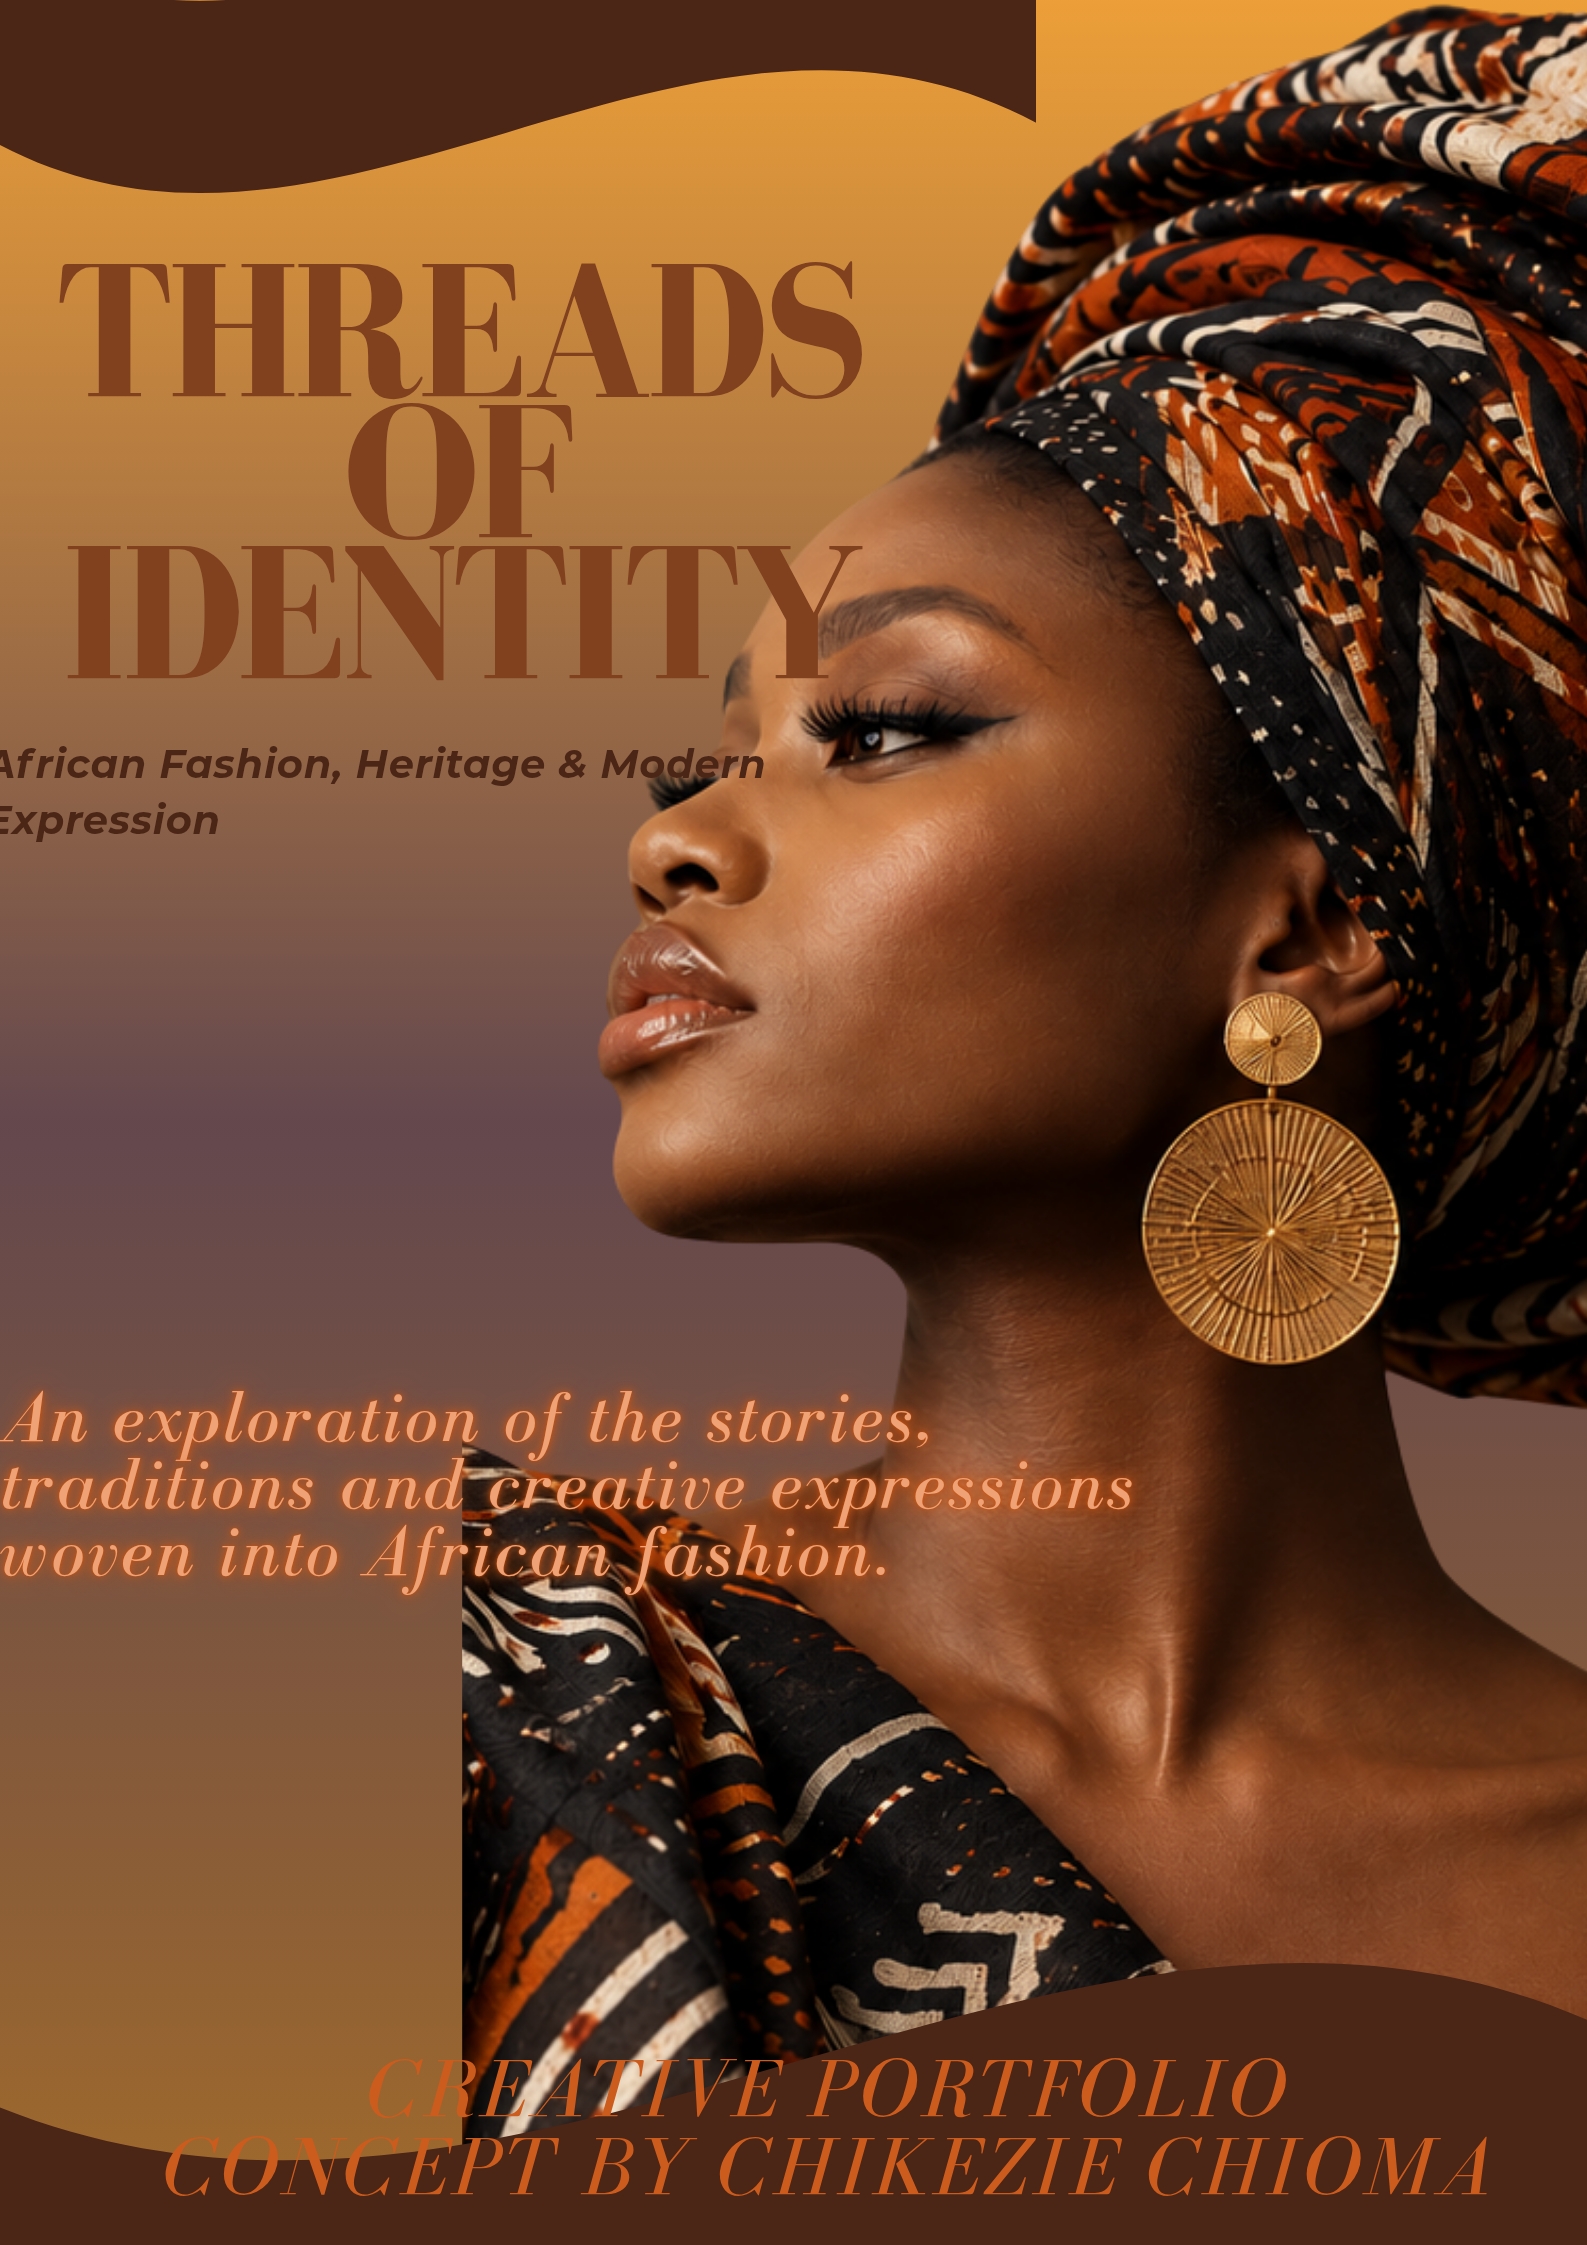 THREADS
OF
IDENTITY
African Fashion, Heritage & Modern
Expression
An exploration of the stories,
traditions and creative expressions
woven into African fashion.
CREATIVE PORTFOLIO
CONCEPT BY CHIKEZIE CHIOMA